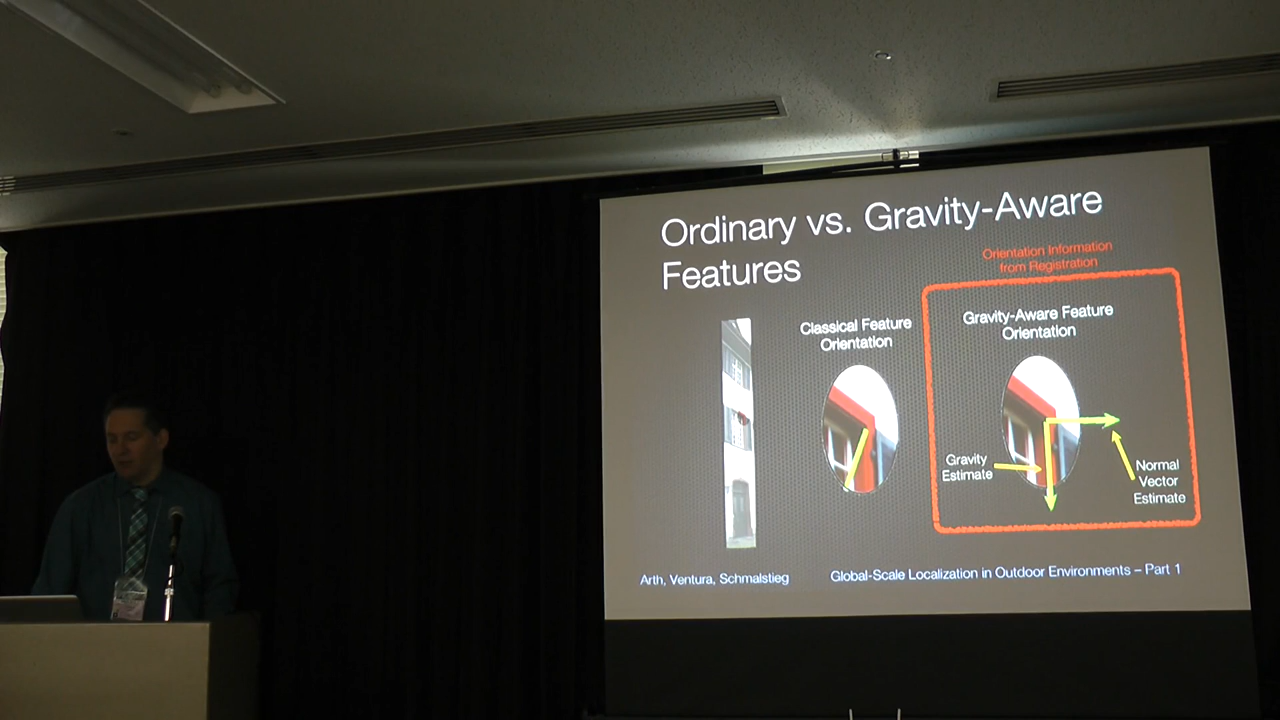 Ordinary vs. Gravity-Aware
Features
Orientation Information
from Registration
Classical Feature
Orientation
Gravity-Aware Feature
Orientation
Gravity
Estimate
Normal
Vector
Estimate
Arth, Ventura, Schmalstieg
Global-Scale Localization in Outdoor Environments – Part 1